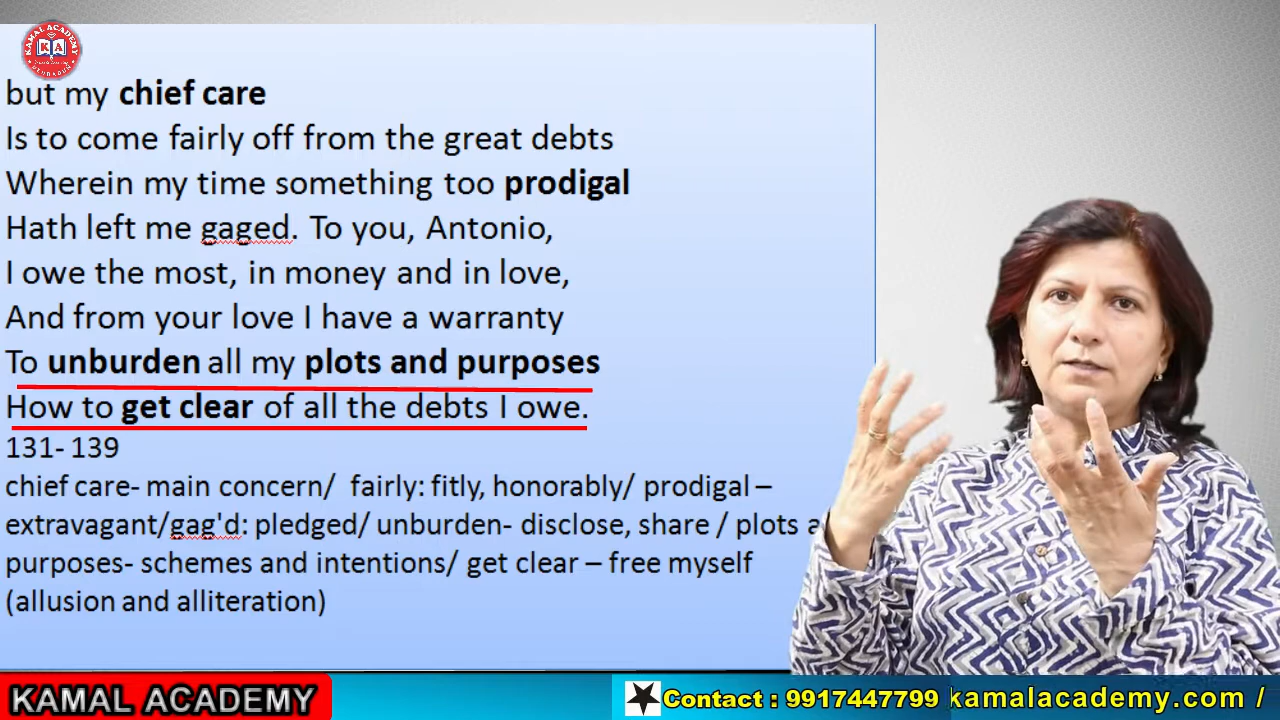 KAMAL ACADEMY
KA
DEHRADUN
but my chief care
Is to come fairly off from the great debts
Wherein my time something too prodigal
Hath left me gaged. To you, Antonio,
I owe the most, in money and in love,
And from your love I have a warranty
To unburden all my plots and purposes
How to get clear of all the debts I owe.
131- 139
chief care- main concern/ fairly: fitly, honorably/ prodigal –
extravagant/gag'd: pledged/ unburden- disclose, share / plots a
purposes- schemes and intentions/ get clear – free myself
(allusion and alliteration)
KAMAL ACADEMY
Contact : 9917447799 kamalacademy.com /